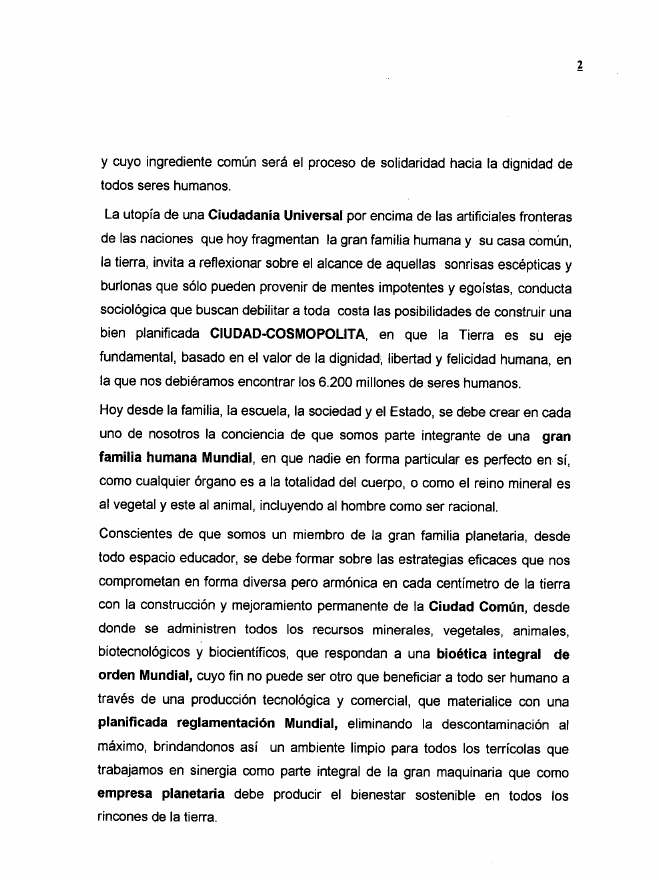 2
y cuyo ingrediente común será el proceso de solidaridad hacia la dignidad de
todos seres humanos.
La utopía de una Ciudadanía Universal por encima de las artificiales fronteras
de las naciones que hoy fragmentan la gran familia humana y su casa común,
la tierra, invita a reflexionar sobre el alcance de aquellas sonrisas escépticas y
burlonas que sólo pueden provenir de mentes impotentes y egoístas, conducta
sociológica que buscan debilitar a toda costa las posibilidades de construir una
bien planificada CIUDAD-COSMOPOLITA, en que la Tierra es su eje
fundamental, basado en el valor de la dignidad, libertad y felicidad humana, en
la que nos debiéramos encontrar los 6.200 millones de seres humanos.
Hoy desde la familia, la escuela, la sociedad y el Estado, se debe crear en cada
uno de nosotros la conciencia de que somos parte integrante de una gran
familia humana Mundial, en que nadie en forma particular es perfecto en sí,
como cualquier órgano es a la totalidad del cuerpo, o como el reino mineral es
al vegetal y este al animal, incluyendo al hombre como ser racional.
Conscientes de que somos un miembro de la gran familia planetaria, desde
todo espacio educador, se debe formar sobre las estrategias eficaces que nos
comprometan en forma diversa pero armónica en cada centímetro de la tierra
con la construcción y mejoramiento permanente de la Ciudad Común, desde
donde se administren todos los recursos minerales, vegetales, animales,
biotecnológicos y biocientíficos, que respondan a una bioética integral de
orden Mundial, cuyo fin no puede ser otro que beneficiar a todo ser humano a
través de una producción tecnológica y comercial, que materialice con una
planificada reglamentación Mundial, eliminando la descontaminación al
máximo, brindandonos así un ambiente limpio para todos los terrícolas que
trabajamos en sinergia como parte integral de la gran maquinaria que como
empresa planetaria debe producir el bienestar sostenible en todos los
rincones de la tierra.